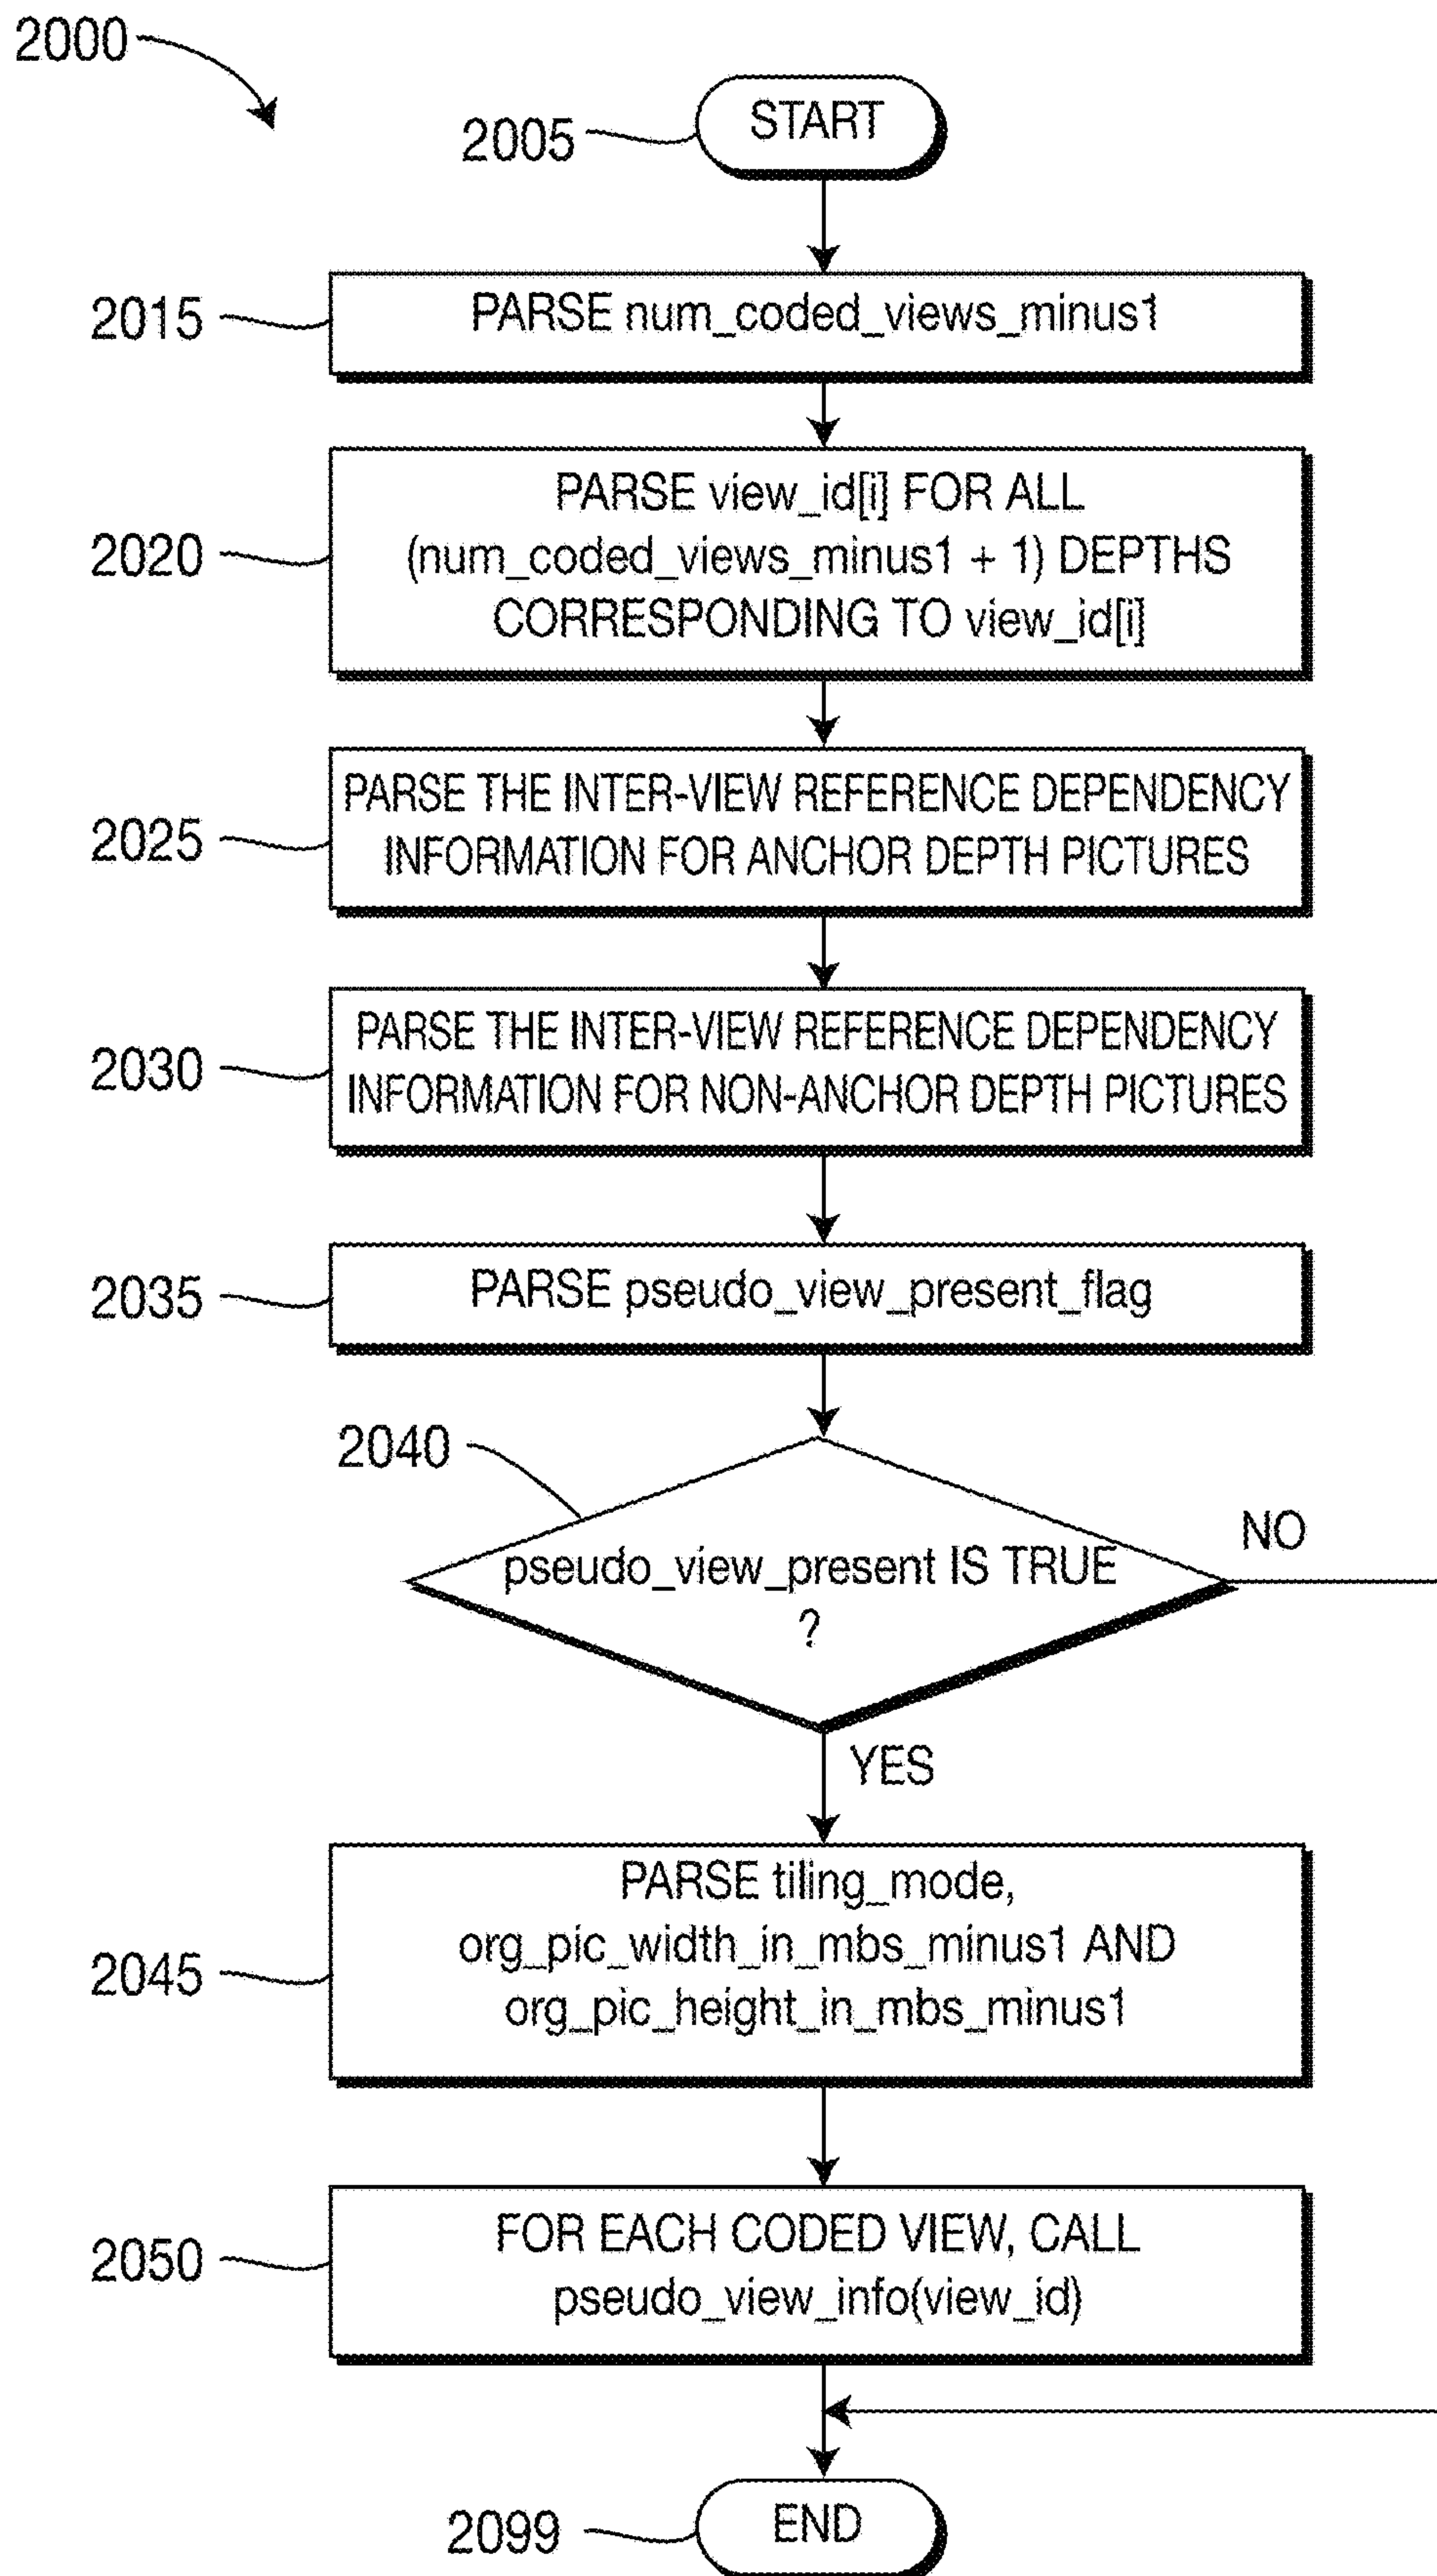 2000
2005
START
2015
PARSE num_coded_views_minus1
2020
PARSE view_id[i] FOR ALL
(num_coded_views_minus1 + 1) DEPTHS
CORRESPONDING TO view_id[i]
2025
PARSE THE INTER-VIEW REFERENCE DEPENDENCY
INFORMATION FOR ANCHOR DEPTH PICTURES
2030
PARSE THE INTER-VIEW REFERENCE DEPENDENCY
INFORMATION FOR NON-ANCHOR DEPTH PICTURES
2035
PARSE pseudo_view_present_flag
2040
pseudo_view_present IS TRUE
?
NO
YES
2045
PARSE tiling_mode,
org_pic_width_in_mbs_minus1 AND
org_pic_height_in_mbs_minus1
2050
FOR EACH CODED VIEW, CALL
pseudo_view_info(view_id)
2099
END